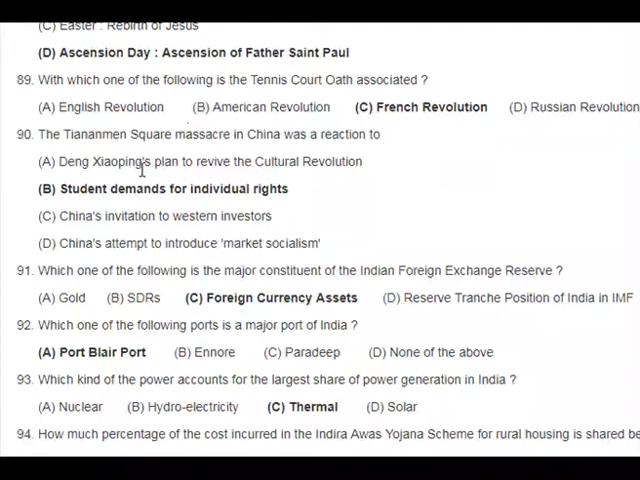 (C) Easter : Rebirth of Jesus
(D) Ascension Day : Ascension of Father Saint Paul
89. With which one of the following is the Tennis Court Oath associated ?
(A) English Revolution (B) American Revolution (C) French Revolution (D) Russian Revolution
90. The Tiananmen Square massacre in China was a reaction to
(A) Deng Xiaoping's plan to revive the Cultural Revolution
(B) Student demands for individual rights
(C) China's invitation to western investors
(D) China's attempt to introduce 'market socialism'
91. Which one of the following is the major constituent of the Indian Foreign Exchange Reserve ?
(A) Gold (B) SDRs (C) Foreign Currency Assets (D) Reserve Tranche Position of India in IMF
92. Which one of the following ports is a major port of India ?
(A) Port Blair Port (B) Ennore (C) Paradeep (D) None of the above
93. Which kind of the power accounts for the largest share of power generation in India ?
(A) Nuclear (B) Hydro-electricity (C) Thermal (D) Solar
94. How much percentage of the cost incurred in the Indira Awas Yojana Scheme for rural housing is shared be